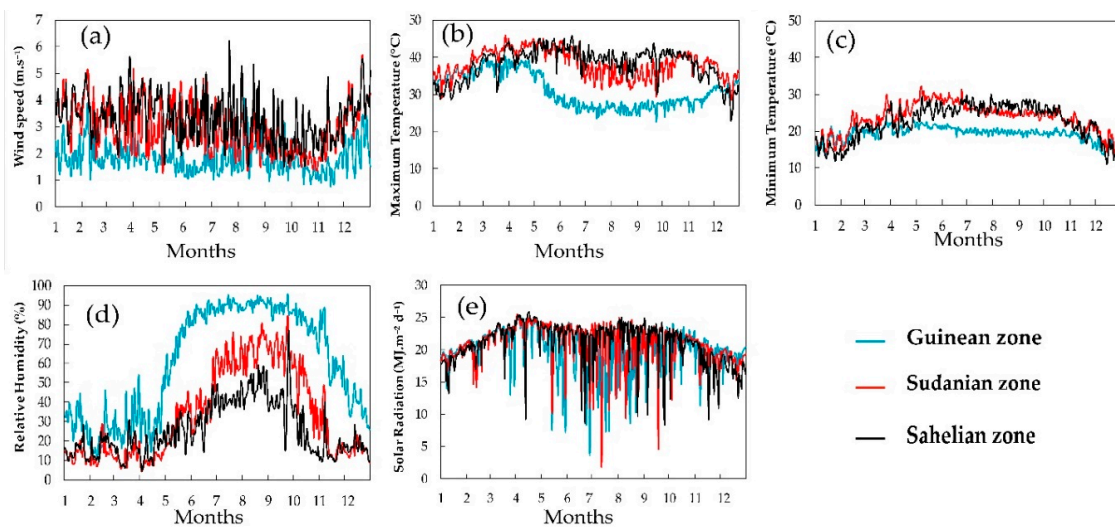 (a)
Wind speed (m.s⁻¹)
7
6
5
4
3
2
1
0
1 2 3 4 5 6 7 8 9 10 11 12
Months
(b)
Maximum Temperature (°C)
50
40
30
20
10
0
1 2 3 4 5 6 7 8 9 10 11 12
Months
(c)
Minimum Temperature (°C)
50
40
30
20
10
0
1 2 3 4 5 6 7 8 9 10 11 12
Months
(d)
Relative Humidity (%)
100
90
80
70
60
50
40
30
20
10
0
1 2 3 4 5 6 7 8 9 10 11 12
Months
(e)
Solar Radiation (MJ.m⁻² d⁻¹)
30
25
20
15
10
5
0
1 2 3 4 5 6 7 8 9 10 11 12
Months
Guinean zone
Sudanian zone
Sahelian zone